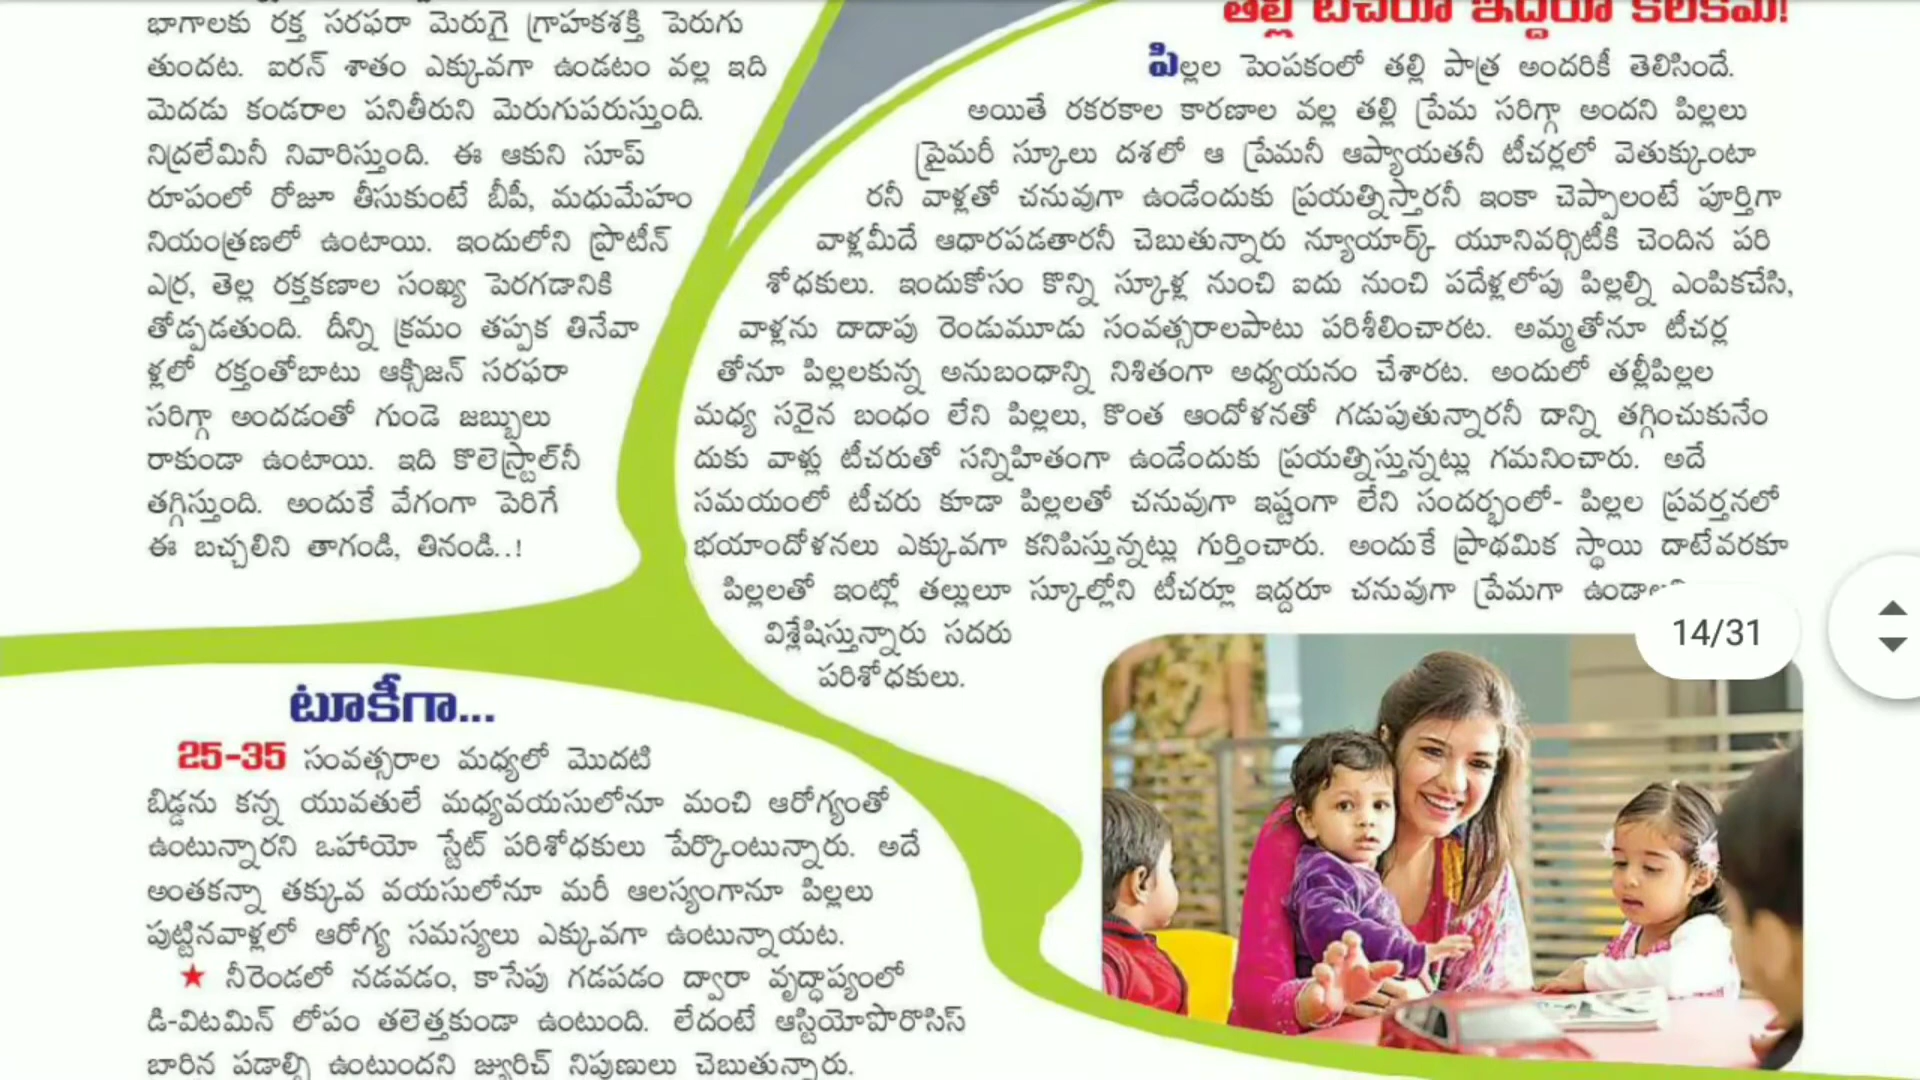 భాగాలకు రక్త సరఫరా మెరుగై గ్రాహకశక్తి పెరుగు
తుందట. ఐరన్ శాతం ఎక్కువగా ఉండటం వల్ల ఇది
మెదడు కండరాల పనితీరుని మెరుగుపరుస్తుంది.
నిద్రలేమినీ నివారిస్తుంది. ఈ ఆకుని సూప్
రూపంలో రోజూ తీసుకుంటే బీపీ, మధుమేహం
నియంత్రణలో ఉంటాయి. ఇందులోని ప్రొటీన్
ఎర్ర, తెల్ల రక్తకణాల సంఖ్య పెరగడానికి
తోడ్పడతుంది. దీన్ని క్రమం తప్పక తినేవా
ళ్లలో రక్తంతోబాటు ఆక్సిజన్ సరఫరా
సరిగ్గా అందడంతో గుండె జబ్బులు
రాకుండా ఉంటాయి. ఇది కొలెస్ట్రాల్‌నీ
తగ్గిస్తుంది. అందుకే వేగంగా పెరిగే
ఈ బచ్చలిని తాగండి, తినండి..!
తల్లీ టీచరూ ఇద్దరూ కీలకమే!
పిల్లల పెంపకంలో తల్లి పాత్ర అందరికీ తెలిసిందే.
అయితే రకరకాల కారణాల వల్ల తల్లి ప్రేమ సరిగ్గా అందని పిల్లలు
ప్రైమరీ స్కూలు దశలో ఆ ప్రేమనీ ఆప్యాయతనీ టీచర్లలో వెతుక్కుంటా
రనీ వాళ్లతో చనువుగా ఉండేందుకు ప్రయత్నిస్తారనీ ఇంకా చెప్పాలంటే పూర్తిగా
వాళ్లమీదే ఆధారపడతారనీ చెబుతున్నారు న్యూయార్క్ యూనివర్సిటీకి చెందిన పరి
శోధకులు. ఇందుకోసం కొన్ని స్కూళ్ల నుంచి ఐదు నుంచి పదేళ్లలోపు పిల్లల్ని ఎంపికచేసి,
వాళ్లను దాదాపు రెండుమూడు సంవత్సరాలపాటు పరిశీలించారట. అమ్మతోనూ టీచర్ల
తోనూ పిల్లలకున్న అనుబంధాన్ని నిశితంగా అధ్యయనం చేశారట. అందులో తల్లీపిల్లల
మధ్య సరైన బంధం లేని పిల్లలు, కొంత ఆందోళనతో గడుపుతున్నారనీ దాన్ని తగ్గించుకునేం
దుకు వాళ్లు టీచరుతో సన్నిహితంగా ఉండేందుకు ప్రయత్నిస్తున్నట్లు గమనించారు. అదే
సమయంలో టీచరు కూడా పిల్లలతో చనువుగా ఇష్టంగా లేని సందర్భంలో- పిల్లల ప్రవర్తనలో
భయాందోళనలు ఎక్కువగా కనిపిస్తున్నట్లు గుర్తించారు. అందుకే ప్రాథమిక స్థాయి దాటేవరకూ
పిల్లలతో ఇంట్లో తల్లులూ స్కూల్లోని టీచర్లూ ఇద్దరూ చనువుగా ప్రేమగా
విశ్లేషిస్తున్నారు సదరు
పరిశోధకులు.
14/31
టూకీగా...
25-35 సంవత్సరాల మధ్యలో మొదటి
బిడ్డను కన్న యువతులే మధ్యవయసులోనూ మంచి ఆరోగ్యంతో
ఉంటున్నారని ఒహాయో స్టేట్ పరిశోధకులు పేర్కొంటున్నారు. అదే
అంతకన్నా తక్కువ వయసులోనూ మరీ ఆలస్యంగానూ పిల్లలు
పుట్టినవాళ్లలో ఆరోగ్య సమస్యలు ఎక్కువగా ఉంటున్నాయట.
★ నీరెండలో నడవడం, కాసేపు గడపడం ద్వారా వృద్ధాప్యంలో
డి-విటమిన్ లోపం తలెత్తకుండా ఉంటుంది. లేదంటే ఆస్టియోపొరొసిస్
బారిన పడాల్సి ఉంటుందని జ్యురిచ్ నిపుణులు చెబుతున్నారు.